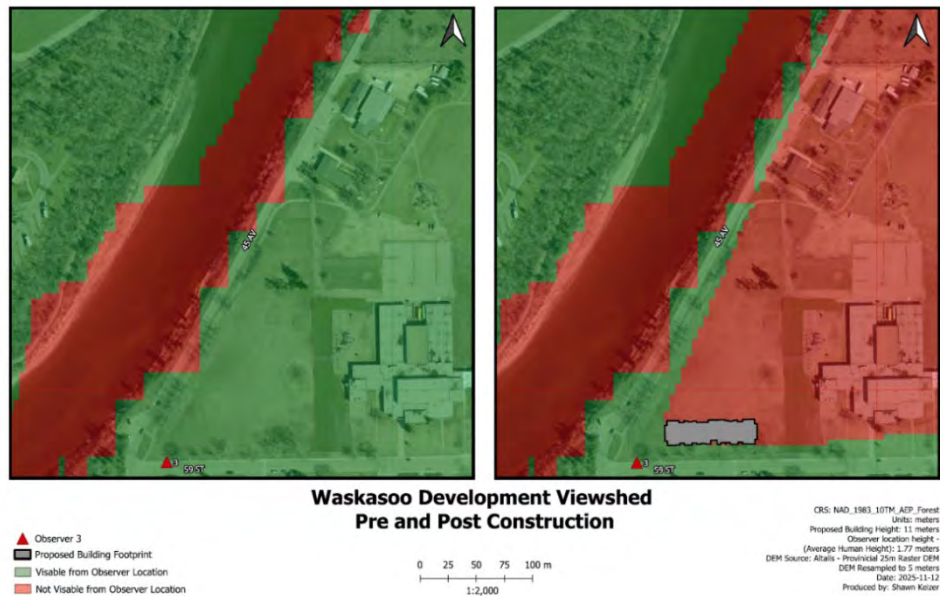 45 AV
3
59 ST
45 AV
3
59 ST
Waskasoo Development Viewshed
Pre and Post Construction
Observer 3
Proposed Building Footprint
Visable from Observer Location
Not Visable from Observer Location
0 25 50 75 100 m
1:2,000
CRS: NAD_1983_10TM_AEP_Forest
Units: meters
Proposed Building Height: 11 meters
Observer location height -
(Average Human Height): 1.77 meters
DEM Source: Altalis - Provinicial 25m Raster DEM
DEM Resampled to 5 meters
Date: 2025-11-12
Produced by: Shawn Keizer